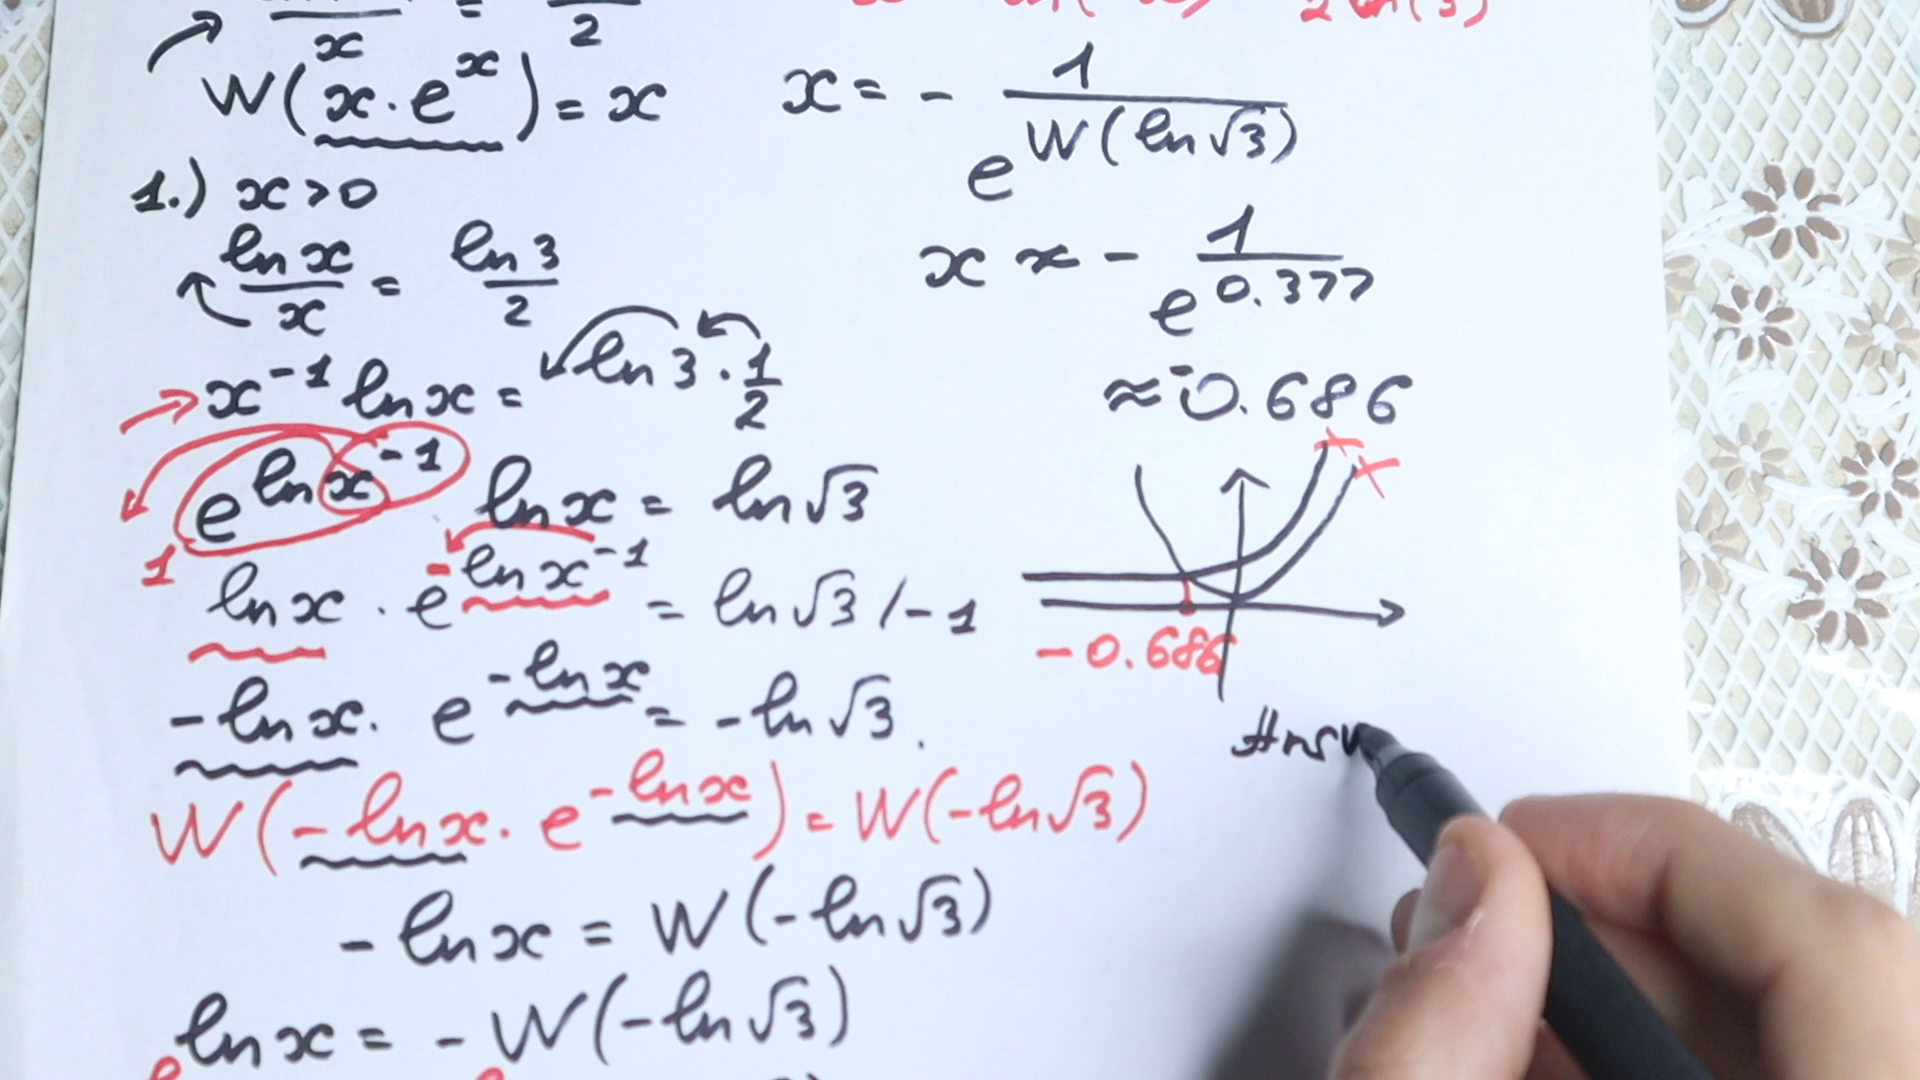 x = 2
W(x·e^x) = x
1.) x>0
ln x / x = ln 3 / 2
x^-1 ln x = ln 3 · 1/2
e^ln x^-1 ln x = ln √3
1
ln x · e^-ln x^-1 = ln √3 /-1
-ln x. e^-ln x = -ln √3.
W(-ln x. e^-ln x) = W(-ln √3)
-ln x = W(-ln √3)
ln x = -W(-ln √3)
x = - 1 / e^W(ln √3)
x ≈ - 1 / e^0.377
≈ -0.686
-0.686
Answ